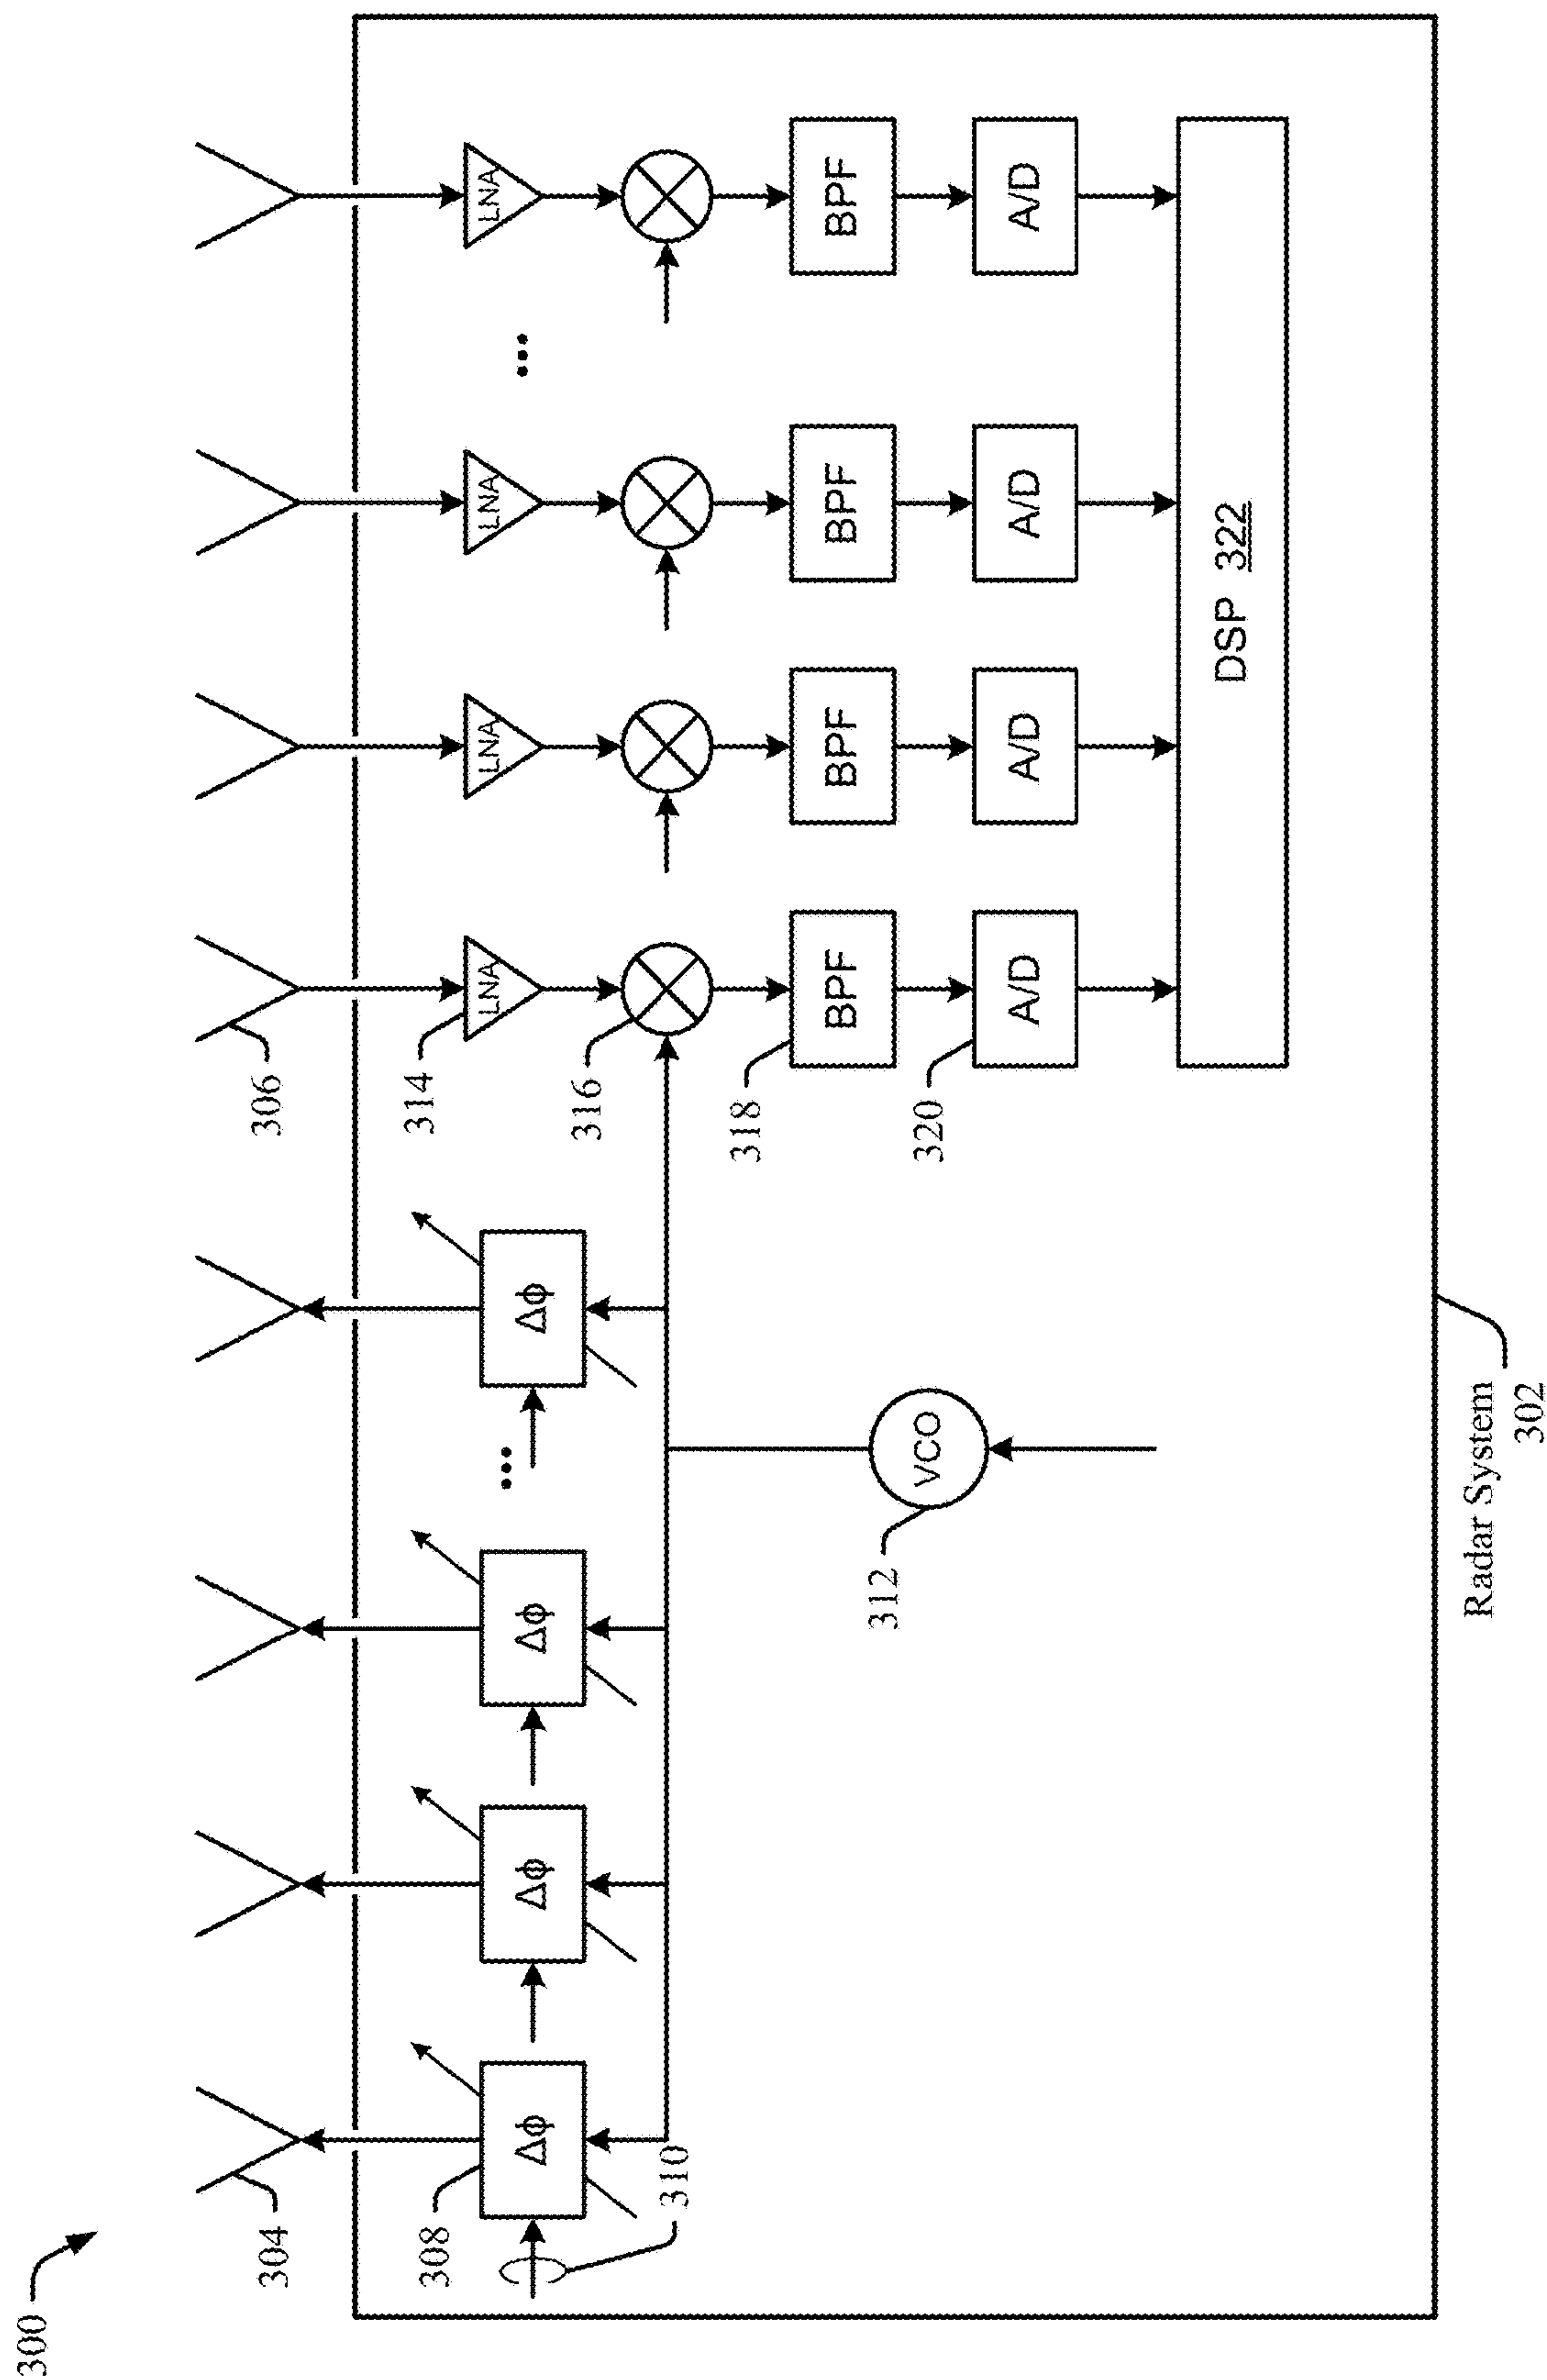 300
304
306
308
310
314
LNA
LNA
LNA
LNA
...
Δϕ
Δϕ
Δϕ
...
Δϕ
316
318
BPF
BPF
BPF
BPF
312
VCO
320
A/D
A/D
A/D
A/D
DSP 322
Radar System
302